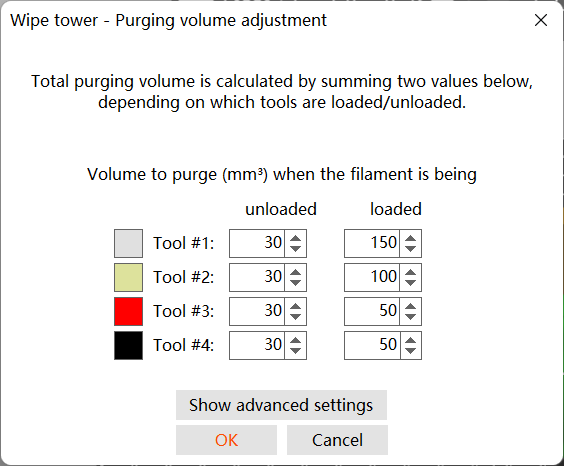 Wipe tower - Purging volume adjustment
Total purging volume is calculated by summing two values below,
depending on which tools are loaded/unloaded.
Volume to purge (mm³) when the filament is being
unloaded loaded
Tool #1: 30 150
Tool #2: 30 100
Tool #3: 30 50
Tool #4: 30 50
Show advanced settings
OK Cancel